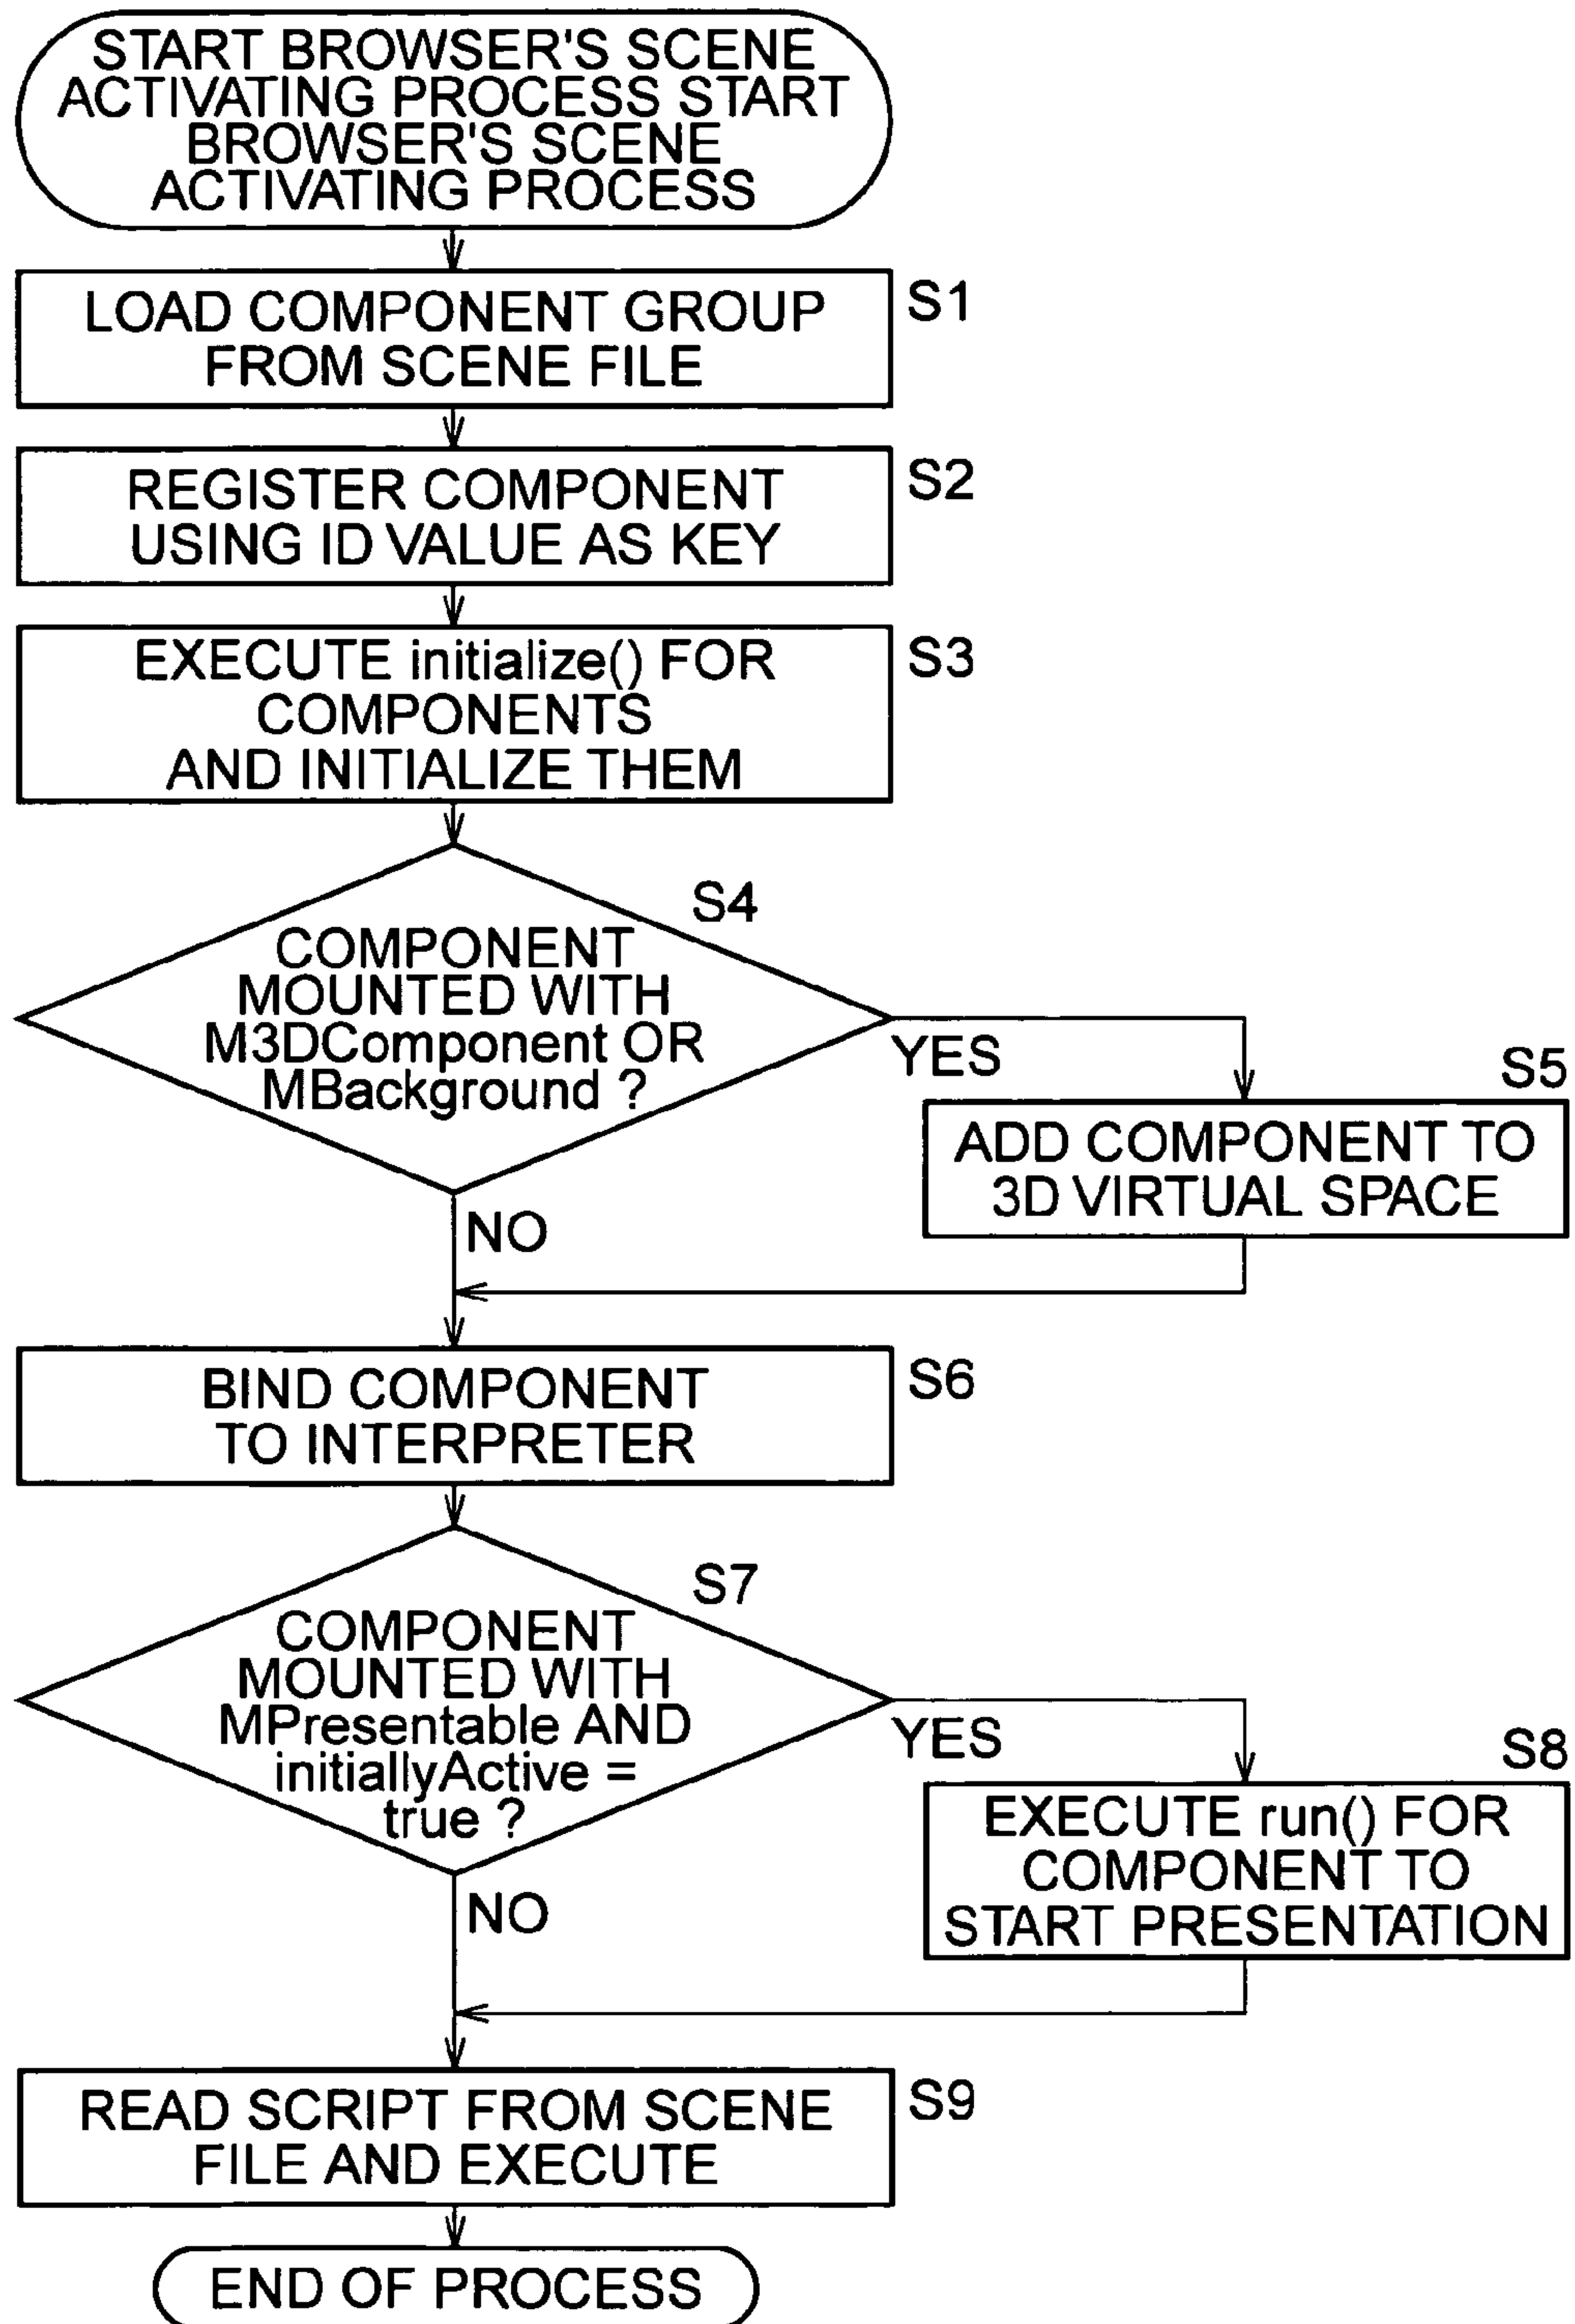 START BROWSER'S SCENE
ACTIVATING PROCESS START
BROWSER'S SCENE
ACTIVATING PROCESS
LOAD COMPONENT GROUP
FROM SCENE FILE
S1
REGISTER COMPONENT
USING ID VALUE AS KEY
S2
EXECUTE initialize() FOR
COMPONENTS
AND INITIALIZE THEM
S3
S4
COMPONENT
MOUNTED WITH
M3DComponent OR
MBackground ?
YES
S5
ADD COMPONENT TO
3D VIRTUAL SPACE
NO
BIND COMPONENT
TO INTERPRETER
S6
S7
COMPONENT
MOUNTED WITH
MPresentable AND
initiallyActive =
true ?
YES
S8
EXECUTE run() FOR
COMPONENT TO
START PRESENTATION
NO
READ SCRIPT FROM SCENE
FILE AND EXECUTE
S9
END OF PROCESS